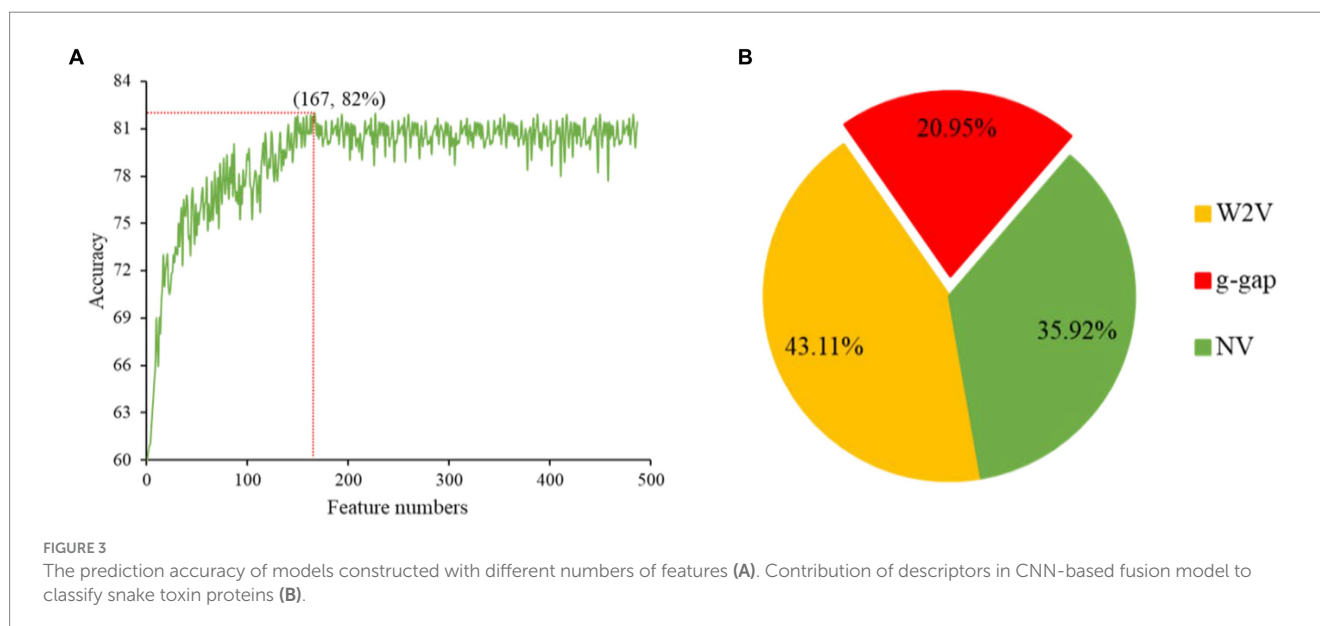 A
B
84
81
78
75
72
69
66
63
60
Accuracy
(167, 82%)
0
100
200
300
400
500
Feature numbers
20.95%
43.11%
35.92%
W2V
g-gap
NV
FIGURE 3
The prediction accuracy of models constructed with different numbers of features (A). Contribution of descriptors in CNN-based fusion model to
classify snake toxin proteins (B).